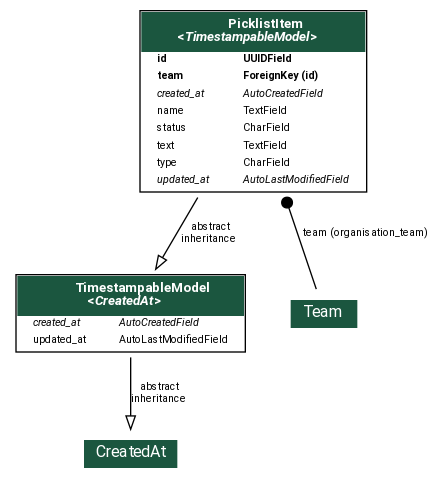 PicklistItem
<TimestampableModel>
id UUIDField
team ForeignKey (id)
created_at AutoCreatedField
name TextField
status CharField
text TextField
type CharField
updated_at AutoLastModifiedField
abstract
inheritance
team (organisation_team)
TimestampableModel
<CreatedAt>
created_at AutoCreatedField
updated_at AutoLastModifiedField
Team
abstract
inheritance
CreatedAt